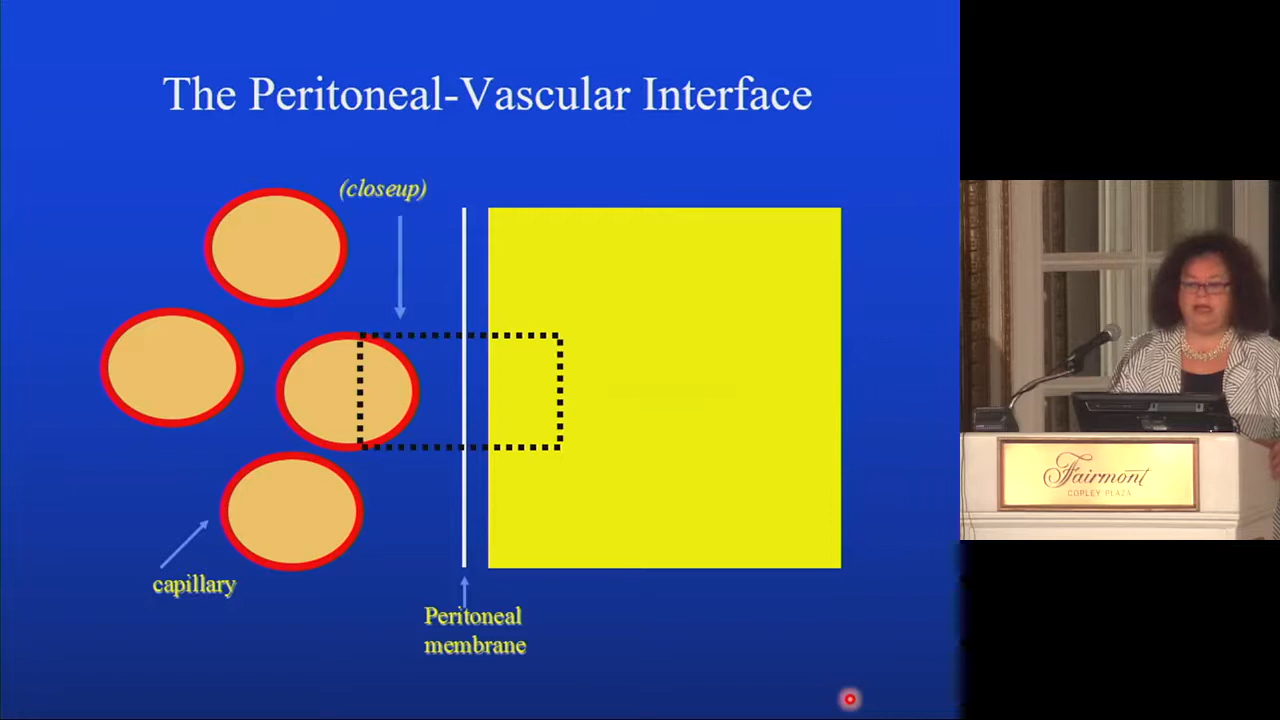 The Peritoneal-Vascular Interface
(closeup)
capillary
Peritoneal
membrane
Fairmont
COPLEY PLAZA